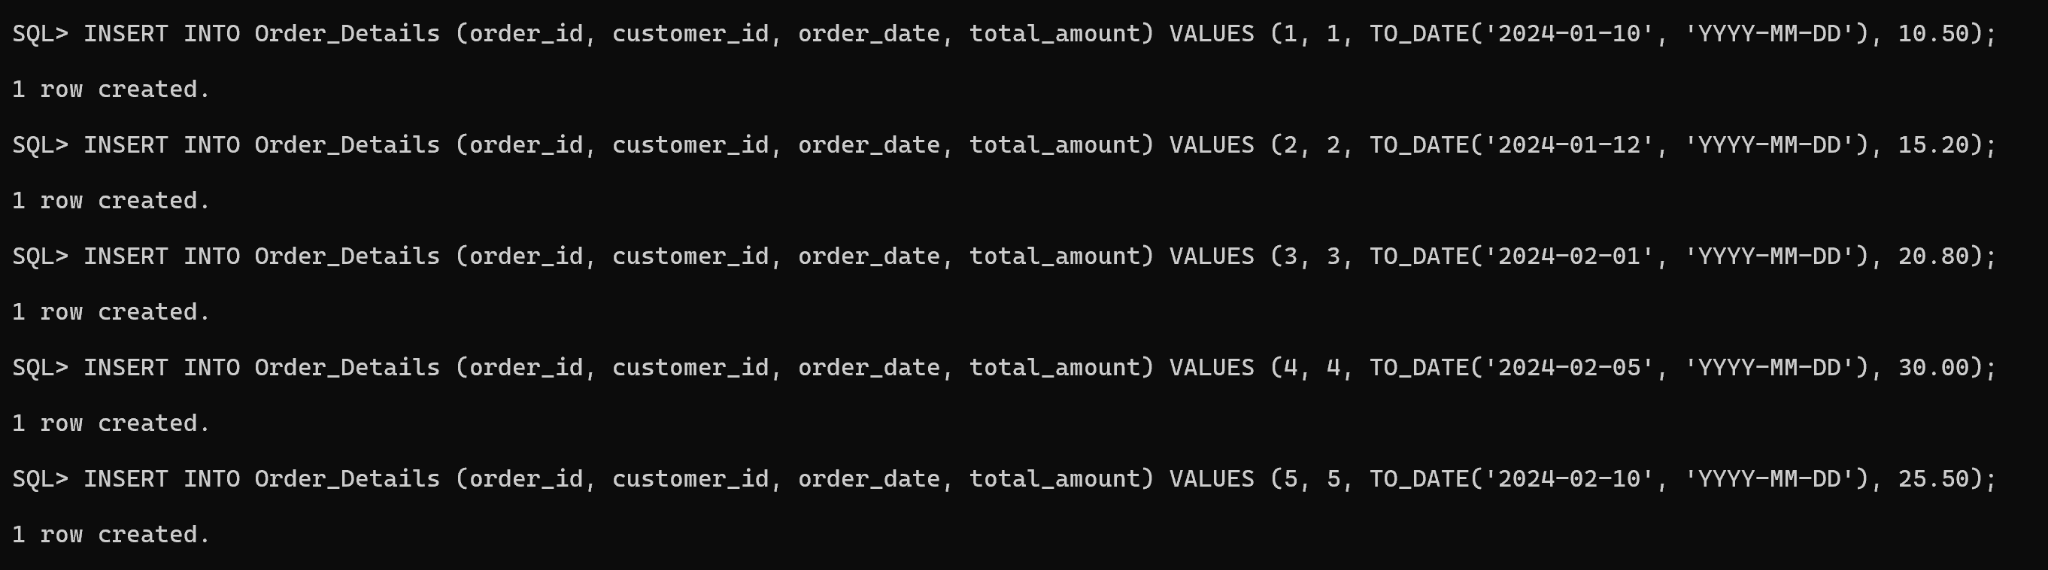 SQL> INSERT INTO Order_Details (order_id, customer_id, order_date, total_amount) VALUES (1, 1, TO_DATE('2024-01-10', 'YYYY-MM-DD'), 10.50);
1 row created.
SQL> INSERT INTO Order_Details (order_id, customer_id, order_date, total_amount) VALUES (2, 2, TO_DATE('2024-01-12', 'YYYY-MM-DD'), 15.20);
1 row created.
SQL> INSERT INTO Order_Details (order_id, customer_id, order_date, total_amount) VALUES (3, 3, TO_DATE('2024-02-01', 'YYYY-MM-DD'), 20.80);
1 row created.
SQL> INSERT INTO Order_Details (order_id, customer_id, order_date, total_amount) VALUES (4, 4, TO_DATE('2024-02-05', 'YYYY-MM-DD'), 30.00);
1 row created.
SQL> INSERT INTO Order_Details (order_id, customer_id, order_date, total_amount) VALUES (5, 5, TO_DATE('2024-02-10', 'YYYY-MM-DD'), 25.50);
1 row created.